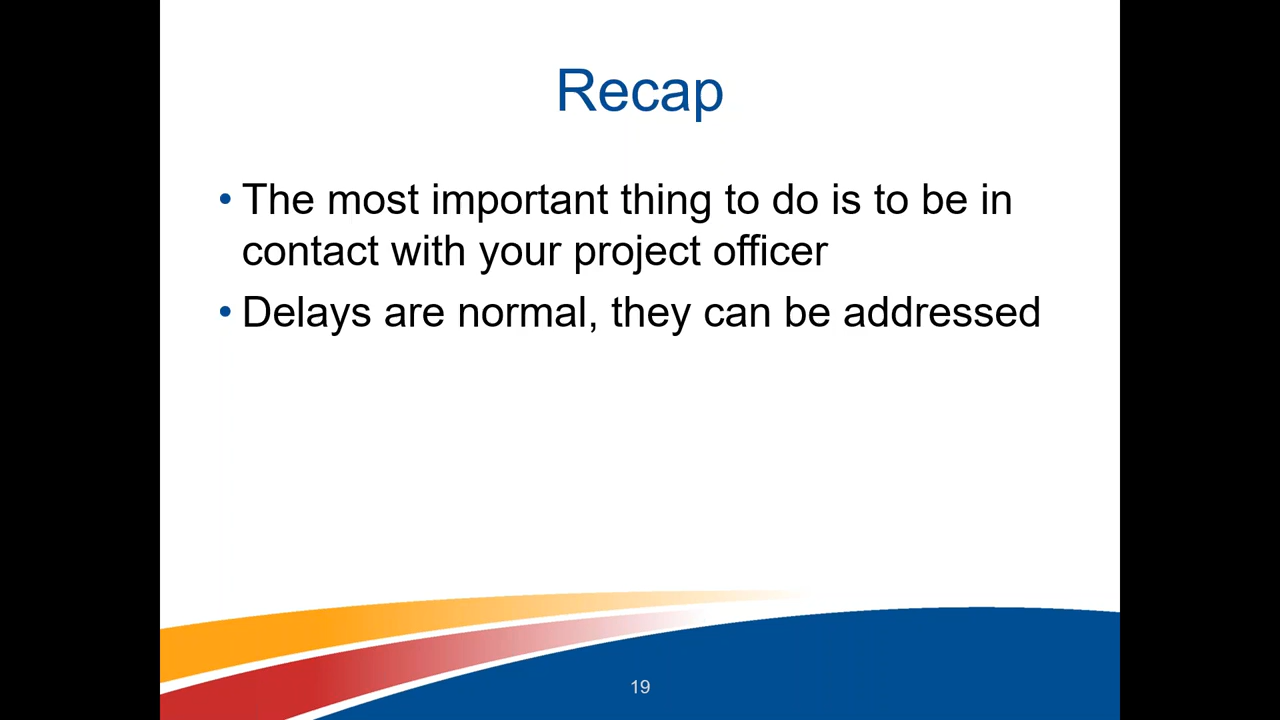 Recap
• The most important thing to do is to be in
contact with your project officer
• Delays are normal, they can be addressed
19